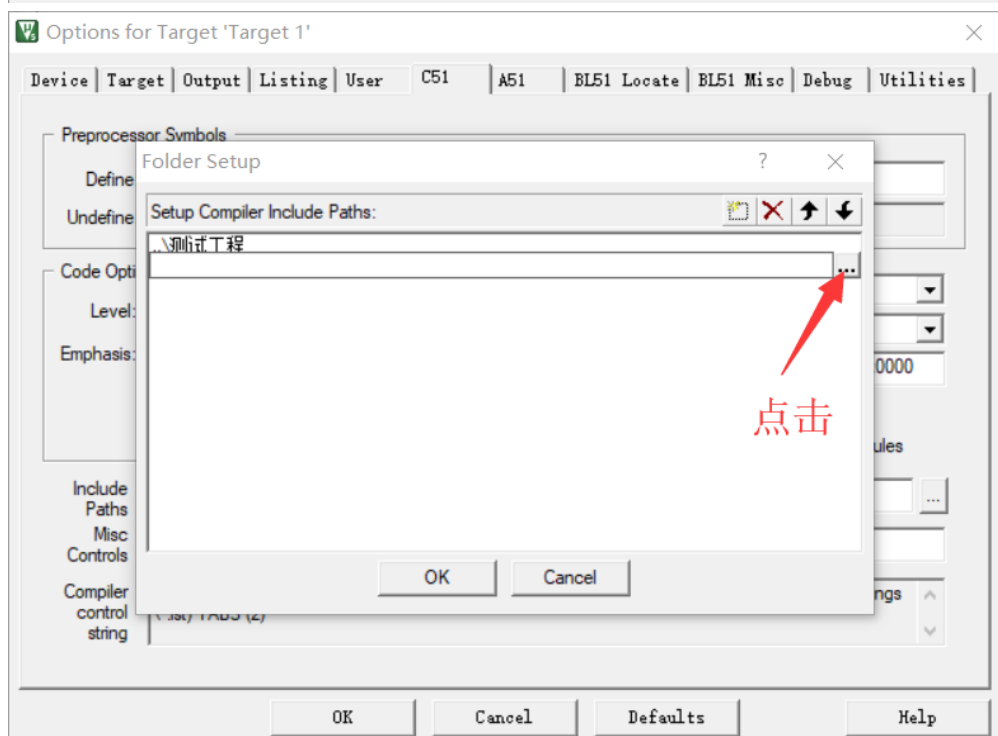 Options for Target 'Target 1'
Device Target Output Listing User C51 A51 BL51 Locate BL51 Misc Debug Utilities
Preprocessor Symbols
Folder Setup
?
Define
Setup Compiler Include Paths:
Undefine
..\测试工程
Code Opti
...
Level:
Emphasis:
0000
点击
ules
Include
Paths
...
Misc
Controls
OK Cancel
Compiler
control
string
ngs
TABS (2)
OK Cancel Defaults Help